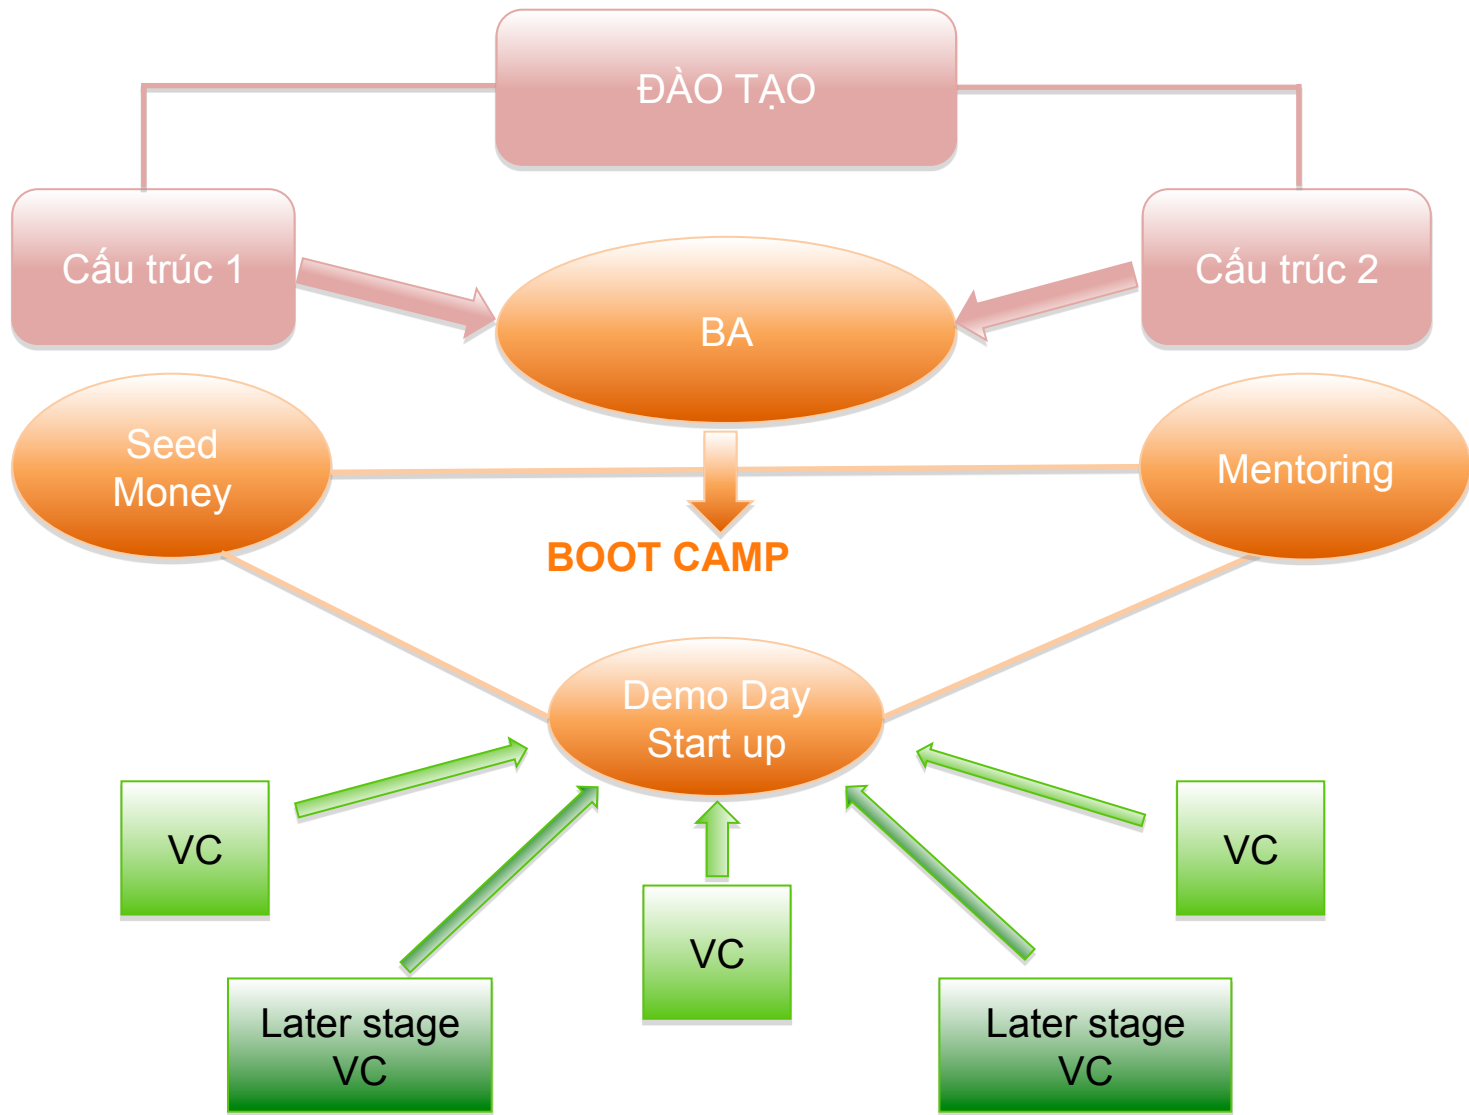 ĐÀO TẠO
Cấu trúc 1
Cấu trúc 2
BA
Seed
Money
Mentoring
BOOT CAMP
Demo Day
Start up
VC
VC
VC
Later stage
VC
Later stage
VC